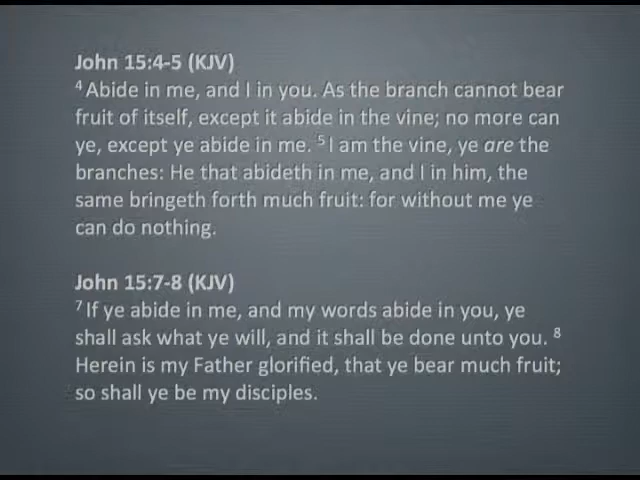 John 15:4-5 (KJV)
4 Abide in me, and I in you. As the branch cannot bear
fruit of itself, except it abide in the vine; no more can
ye, except ye abide in me. 5 I am the vine, ye are the
branches: He that abideth in me, and I in him, the
same bringeth forth much fruit: for without me ye
can do nothing.
John 15:7-8 (KJV)
7 If ye abide in me, and my words abide in you, ye
shall ask what ye will, and it shall be done unto you. 8
Herein is my Father glorified, that ye bear much fruit;
so shall ye be my disciples.